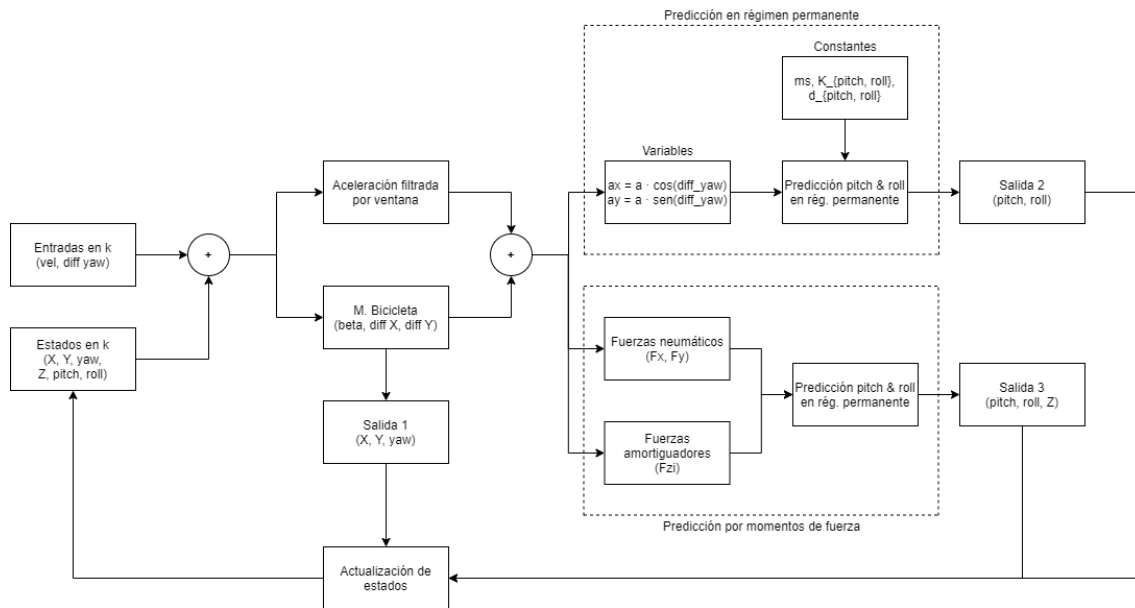 Predicción en régimen permanente
Constantes
ms, K_{pitch, roll},
d_{pitch, roll}
Variables
ax = a · cos(diff_yaw)
ay = a · sen(diff_yaw)
Predicción pitch & roll
en rég. permanente
Salida 2
(pitch, roll)
Aceleración filtrada
por ventana
Entradas en k
(vel, diff yaw)
+
+
M. Bicicleta
(beta, diff X, diff Y)
Estados en k
(X, Y, yaw,
Z, pitch, roll)
Fuerzas neumáticos
(Fx, Fy)
Predicción pitch & roll
en rég. permanente
Salida 3
(pitch, roll, Z)
Salida 1
(X, Y, yaw)
Fuerzas
amortiguadores
(Fzi)
Predicción por momentos de fuerza
Actualización de
estados